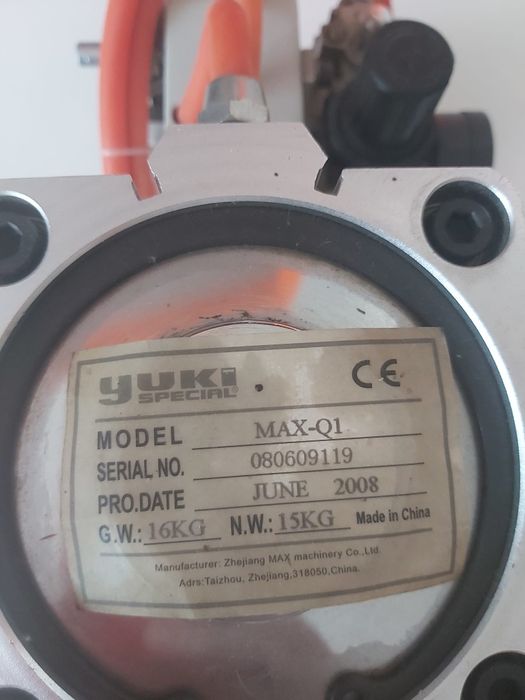 yuki CE
SPECIAL®
MODEL MAX-Q1
SERIAL NO. 080609119
PRO.DATE JUNE 2008
G.W.: 16KG N.W.: 15KG Made in China
Manufacturer: Zhejiang MAX machinery Co.,Ltd.
Adrs:Taizhou, Zhejiang,318050,China.